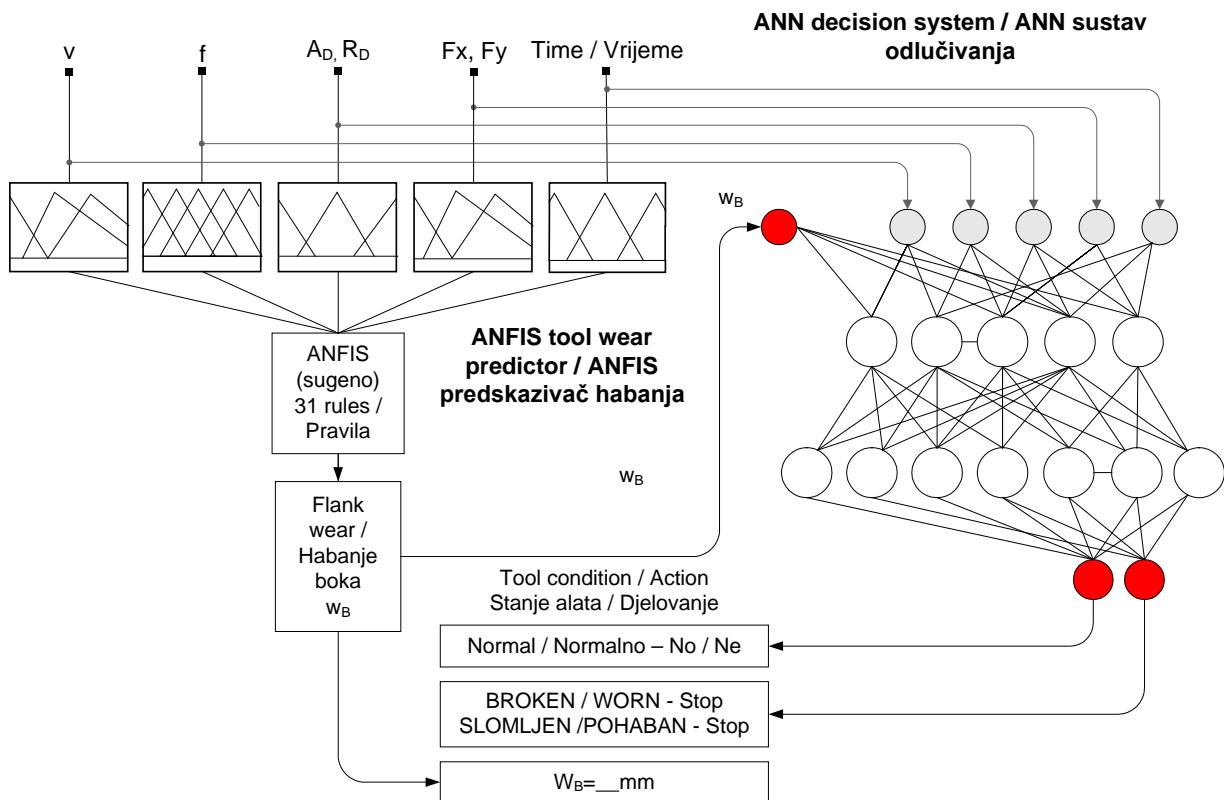 ANN decision system / ANN sustav
odlučivanja
v
f
A_D, R_D
Fx, Fy
Time / Vrijeme
w_B
ANFIS
(sugeno)
31 rules /
Pravila
ANFIS tool wear
predictor / ANFIS
predskazivač habanja
Flank
wear /
Habanje
boka
w_B
w_B
Tool condition / Action
Stanje alata / Djelovanje
Normal / Normalno – No / Ne
BROKEN / WORN - Stop
SLOMLJEN /POHABAN - Stop
W_B=__mm